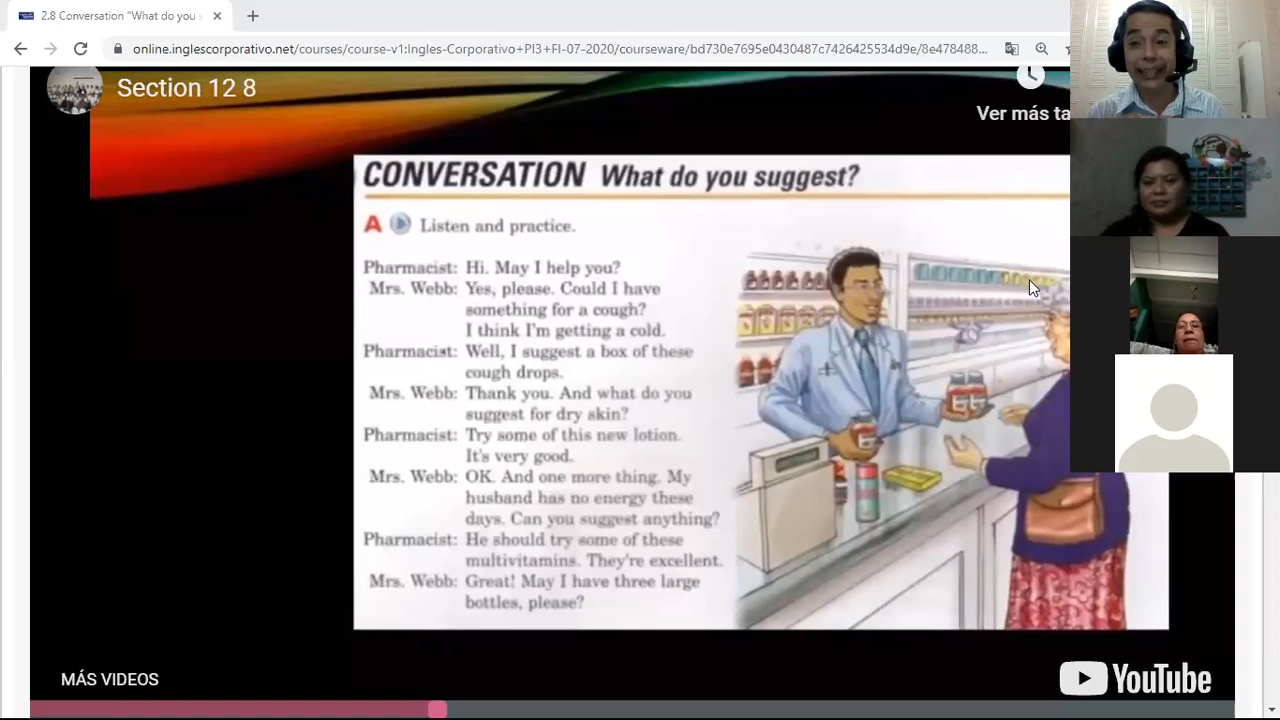 2.8 Conversation "What do you
online.inglescorporativo.net/courses/course-v1:Ingles-Corporativo+PI3+FI-07-2020/courseware/bd730e7695e0430487c7426425534d9e/8e478488...
Section 12 8
Ver más ta
CONVERSATION What do you suggest?
A Listen and practice.
Pharmacist: Hi. May I help you?
Mrs. Webb: Yes, please. Could I have
something for a cough?
I think I'm getting a cold.
Pharmacist: Well, I suggest a box of these
cough drops.
Mrs. Webb: Thank you. And what do you
suggest for dry skin?
Pharmacist: Try some of this new lotion.
It's very good.
Mrs. Webb: OK. And one more thing. My
husband has no energy these
days. Can you suggest anything?
Pharmacist: He should try some of these
multivitamins. They're excellent.
Mrs. Webb: Great! May I have three large
bottles, please?
MÁS VIDEOS
YouTube